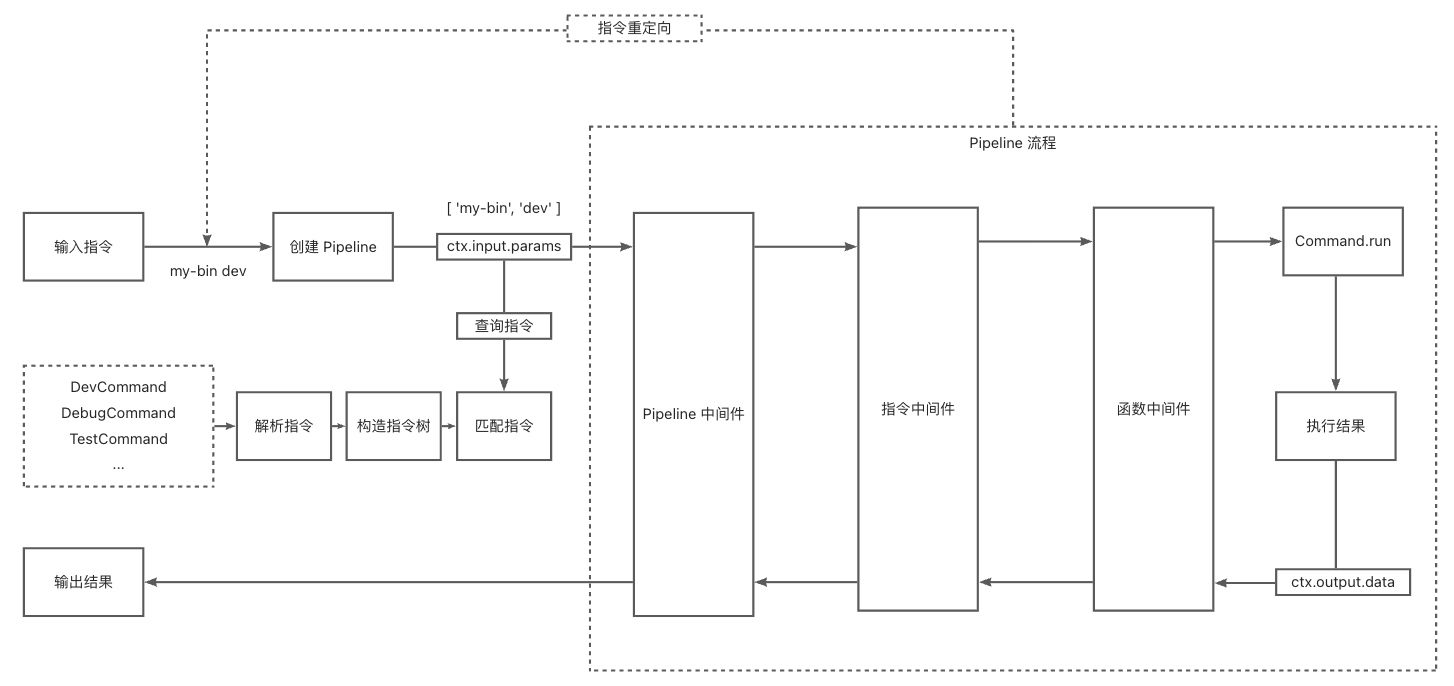 指令重定向
Pipeline 流程
[ 'my-bin', 'dev' ]
输入指令
my-bin dev
创建 Pipeline
ctx.input.params
查询指令
DevCommand
DebugCommand
TestCommand
...
解析指令
构造指令树
匹配指令
Pipeline 中间件
指令中间件
函数中间件
Command.run
执行结果
ctx.output.data
输出结果